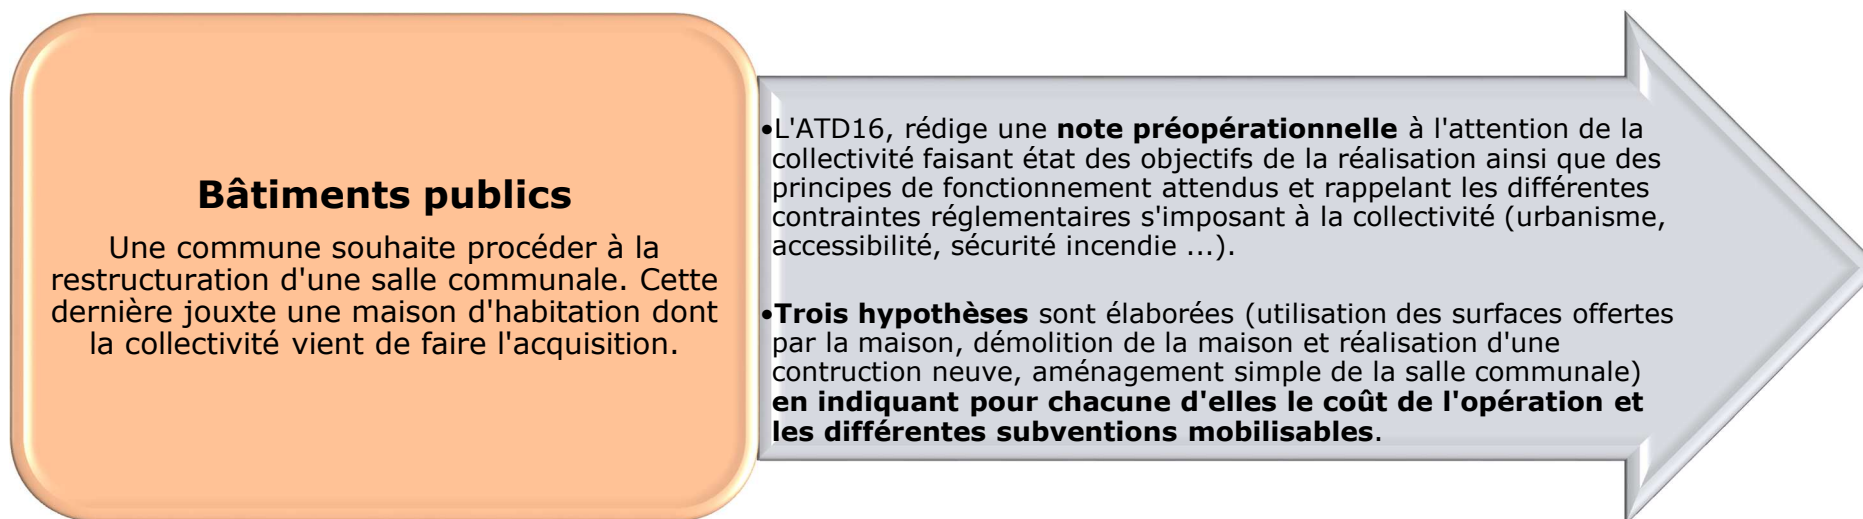 Bâtiments publics
Une commune souhaite procéder à la
restructuration d'une salle communale. Cette
dernière jouxte une maison d'habitation dont
la collectivité vient de faire l'acquisition.
•L'ATD16, rédige une note préopérationnelle à l'attention de la
collectivité faisant état des objectifs de la réalisation ainsi que des
principes de fonctionnement attendus et rappelant les différentes
contraintes réglementaires s'imposant à la collectivité (urbanisme,
accessibilité, sécurité incendie ...).
•Trois hypothèses sont élaborées (utilisation des surfaces offertes
par la maison, démolition de la maison et réalisation d'une
contruction neuve, aménagement simple de la salle communale)
en indiquant pour chacune d'elles le coût de l'opération et
les différentes subventions mobilisables.